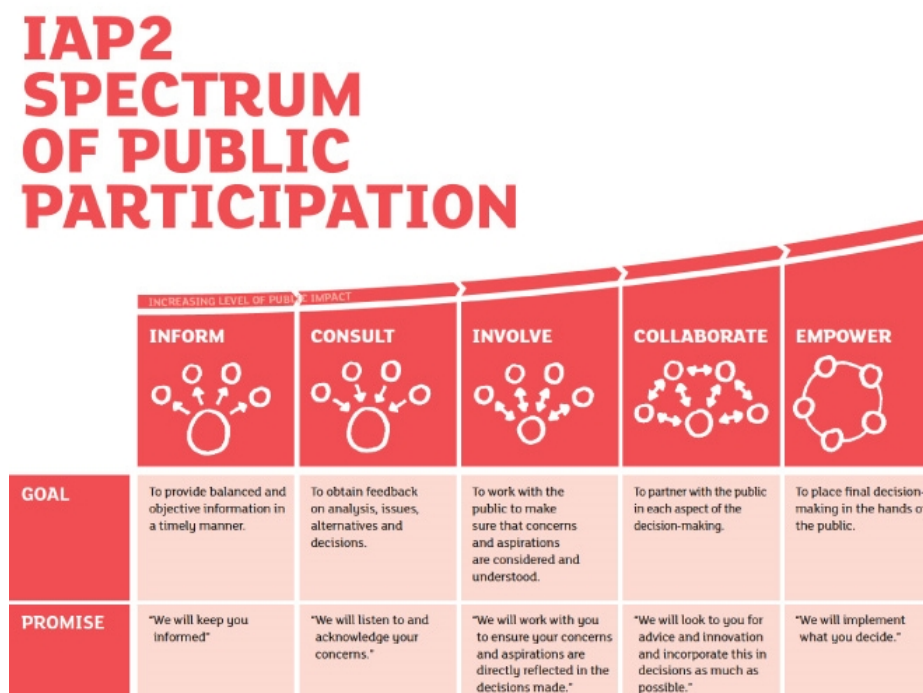 IAP2
SPECTRUM
OF PUBLIC
PARTICIPATION
INCREASING LEVEL OF PUBLIC IMPACT
INFORM
CONSULT
INVOLVE
COLLABORATE
EMPOWER
GOAL
To provide balanced and
objective information in
a timely manner.
To obtain feedback
on analysis, issues,
alternatives and
decisions.
To work with the
public to make
sure that concerns
and aspirations
are considered and
understood.
To partner with the public
in each aspect of the
decision-making.
To place final decision-
making in the hands o
the public.
PROMISE
"We will keep you
informed"
"We will listen to and
acknowledge your
concerns."
"We will work with you
to ensure your concerns
and aspirations are
directly reflected in the
decisions made."
"We will look to you for
advice and innovation
and incorporate this in
decisions as much as
possible."
"We will implement
what you decide."